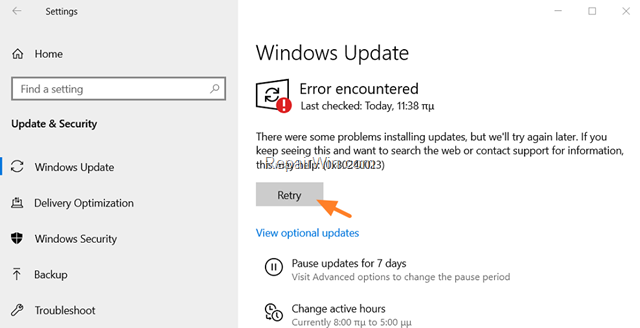 Settings
Home
Find a setting
Update & Security
Windows Update
Delivery Optimization
Windows Security
Backup
Troubleshoot
Windows Update
Error encountered
Last checked: Today, 11:38 πμ
There were some problems installing updates, but we'll try again later. If you
keep seeing this and want to search the web or contact support for information,
this may help:
Retry
View optional updates
Pause updates for 7 days
Visit Advanced options to change the pause period
Change active hours
Currently 8:00 πμ to 5:00 μμ